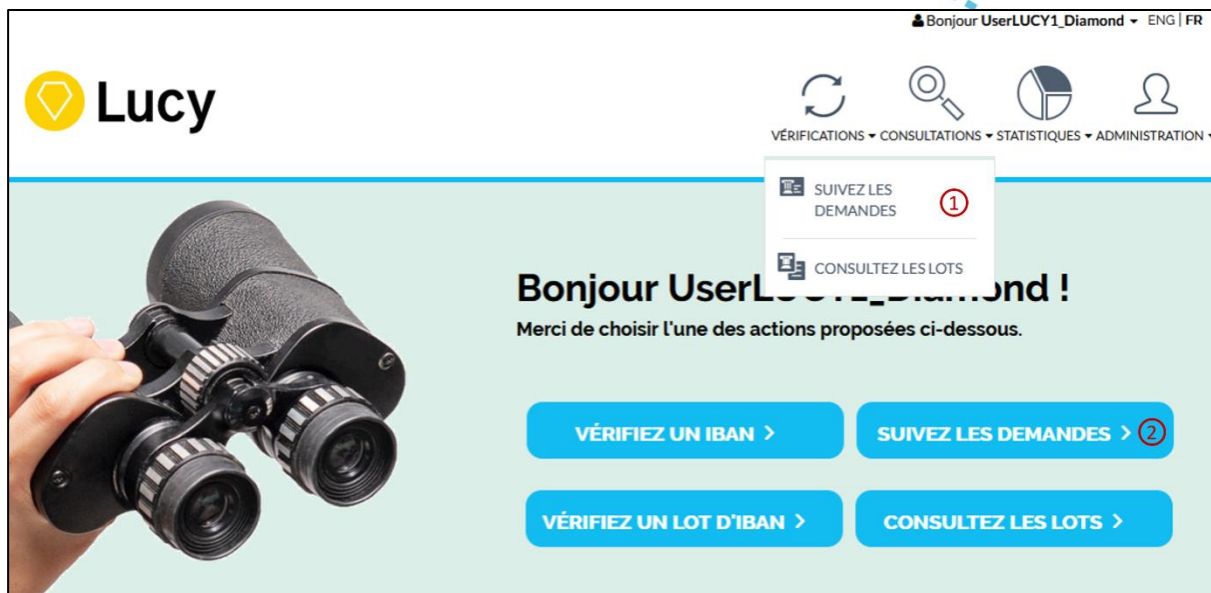 Bonjour UserLUCY1_Diamond ENG | FR
Lucy
VÉRIFICATIONS CONSULTATIONS STATISTIQUES ADMINISTRATION
SUIVEZ LES
DEMANDES 1
CONSULTEZ LES LOTS
Bonjour UserLUCY1_Diamond !
Merci de choisir l'une des actions proposées ci-dessous.
VÉRIFIEZ UN IBAN > SUIVEZ LES DEMANDES > 2
VÉRIFIEZ UN LOT D'IBAN > CONSULTEZ LES LOTS >